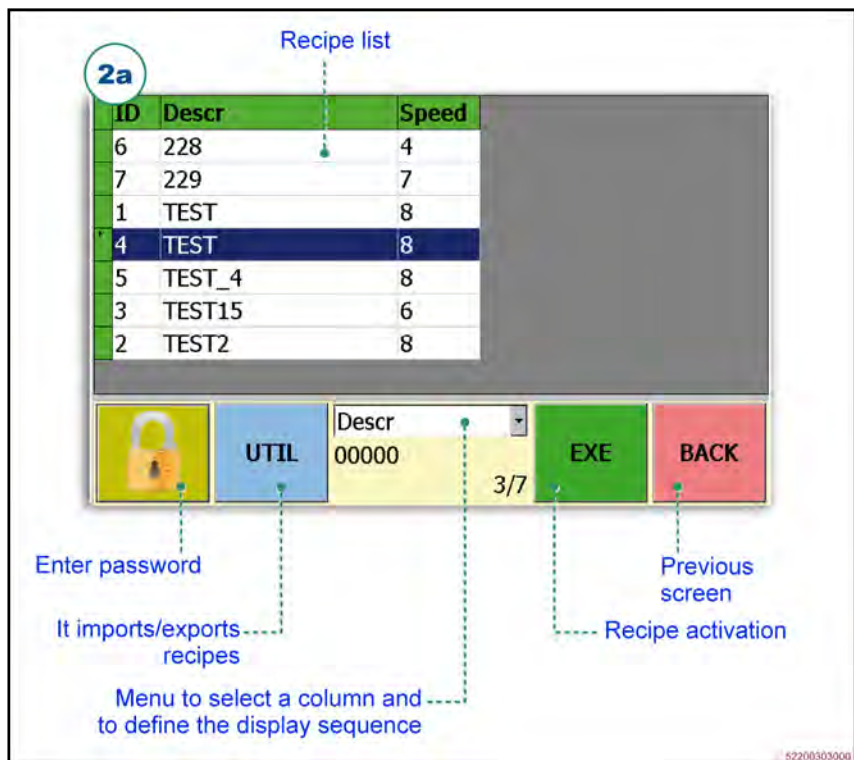 Recipe list
2a
ID Descr Speed
6 228 4
7 229 7
1 TEST 8
4 TEST 8
5 TEST_4 8
3 TEST15 6
2 TEST2 8
Descr
UTIL 00000 EXE BACK
3/7
Enter password
Previous
screen
It imports/exports
recipes
Recipe activation
Menu to select a column and
to define the display sequence
52200303000